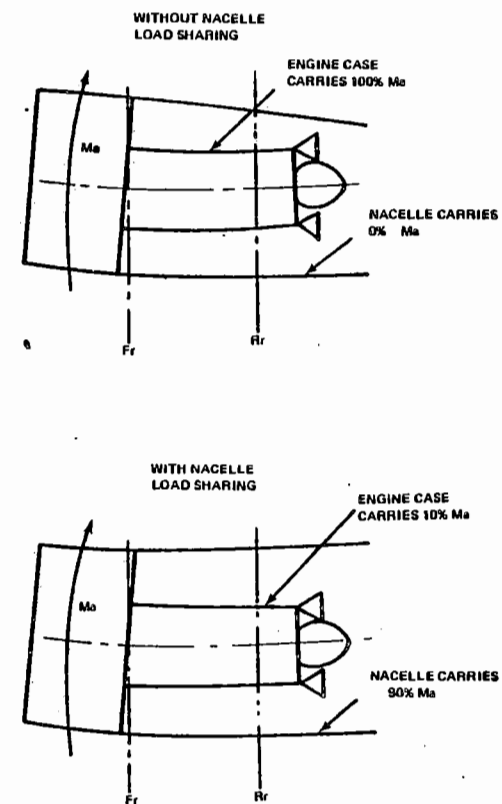 WITHOUT NACELLE
LOAD SHARING
ENGINE CASE
CARRIES 100% Ma
Ma
NACELLE CARRIES
0% Ma
Fr
Rr
WITH NACELLE
LOAD SHARING
ENGINE CASE
CARRIES 10% Ma
Ma
NACELLE CARRIES
90% Ma
Fr
Rr